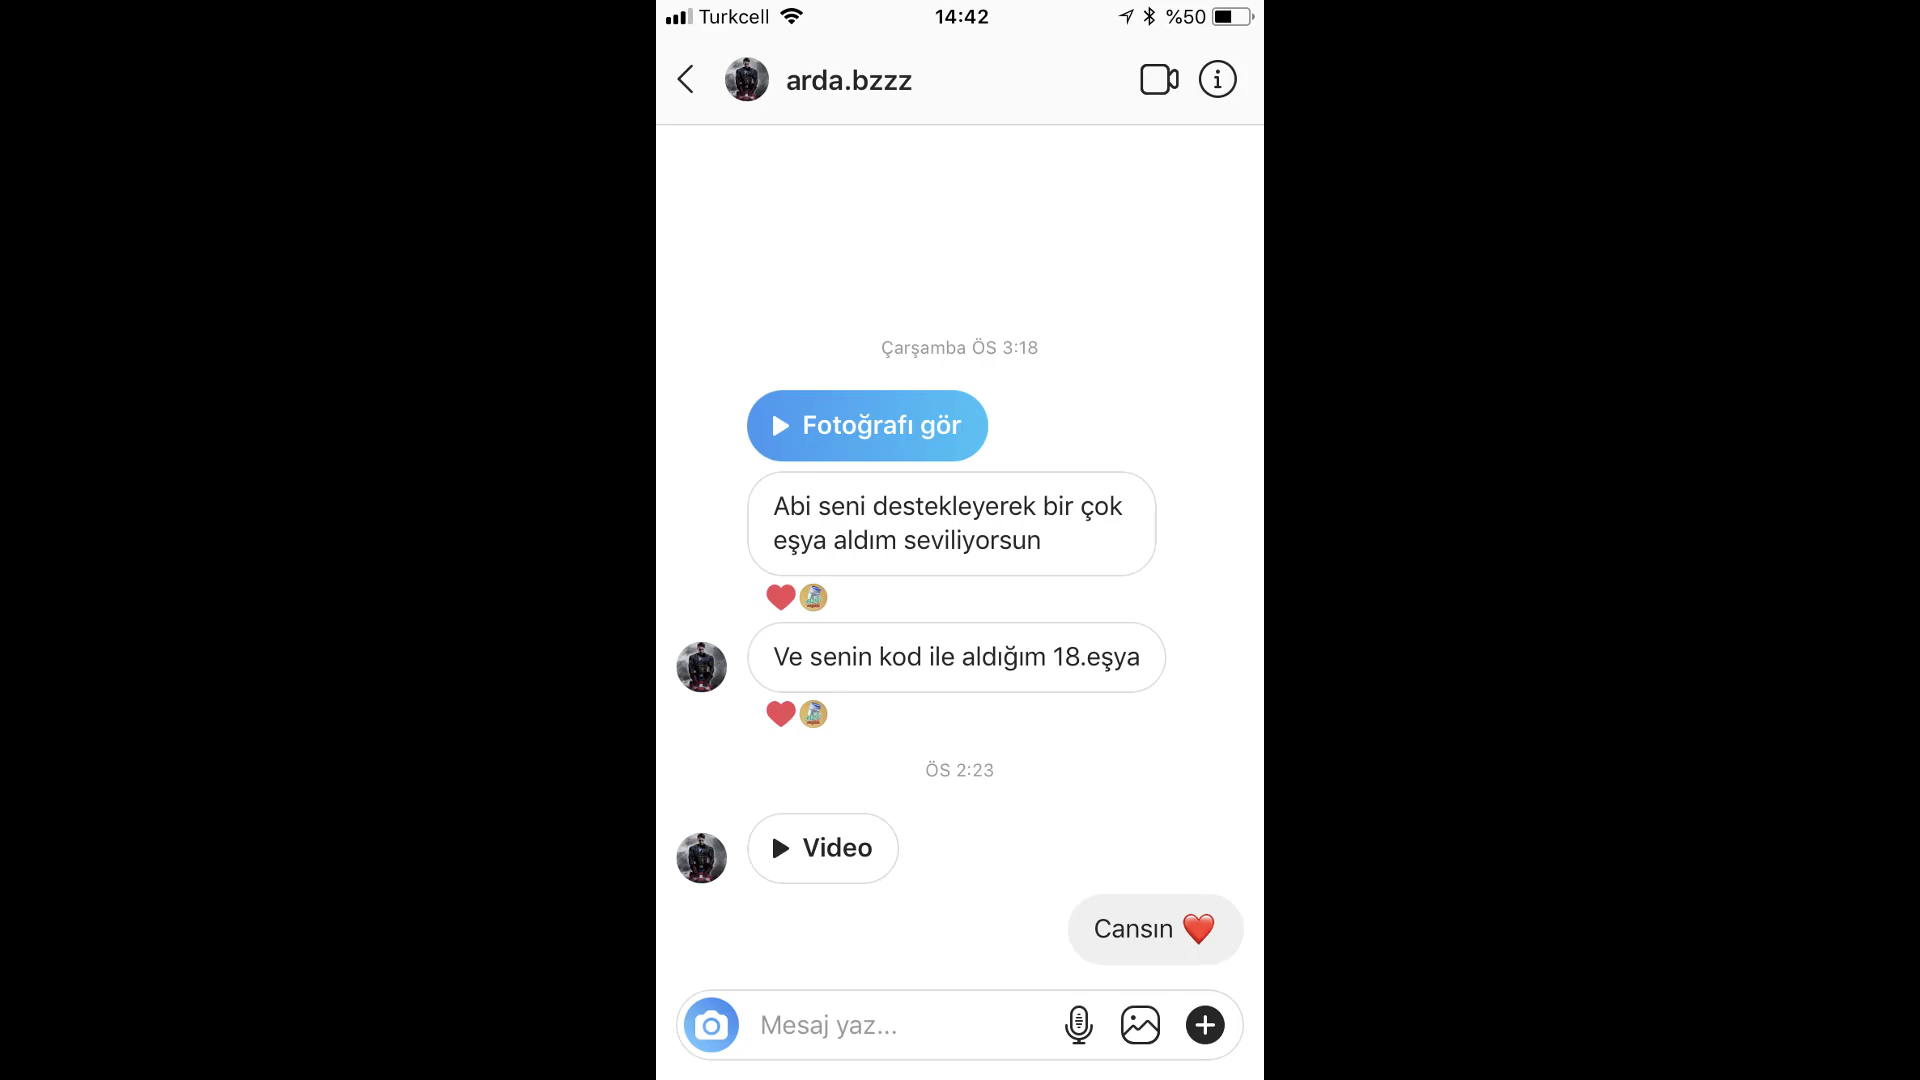 Turkcell 14:42 %50
arda.bzzz
Çarşamba ÖS 3:18
Fotoğrafı gör
Abi seni destekleyerek bir çok
eşya aldım seviliyorsun
Ve senin kod ile aldığım 18.eşya
ÖS 2:23
Video
Cansın ❤️
Mesaj yaz...